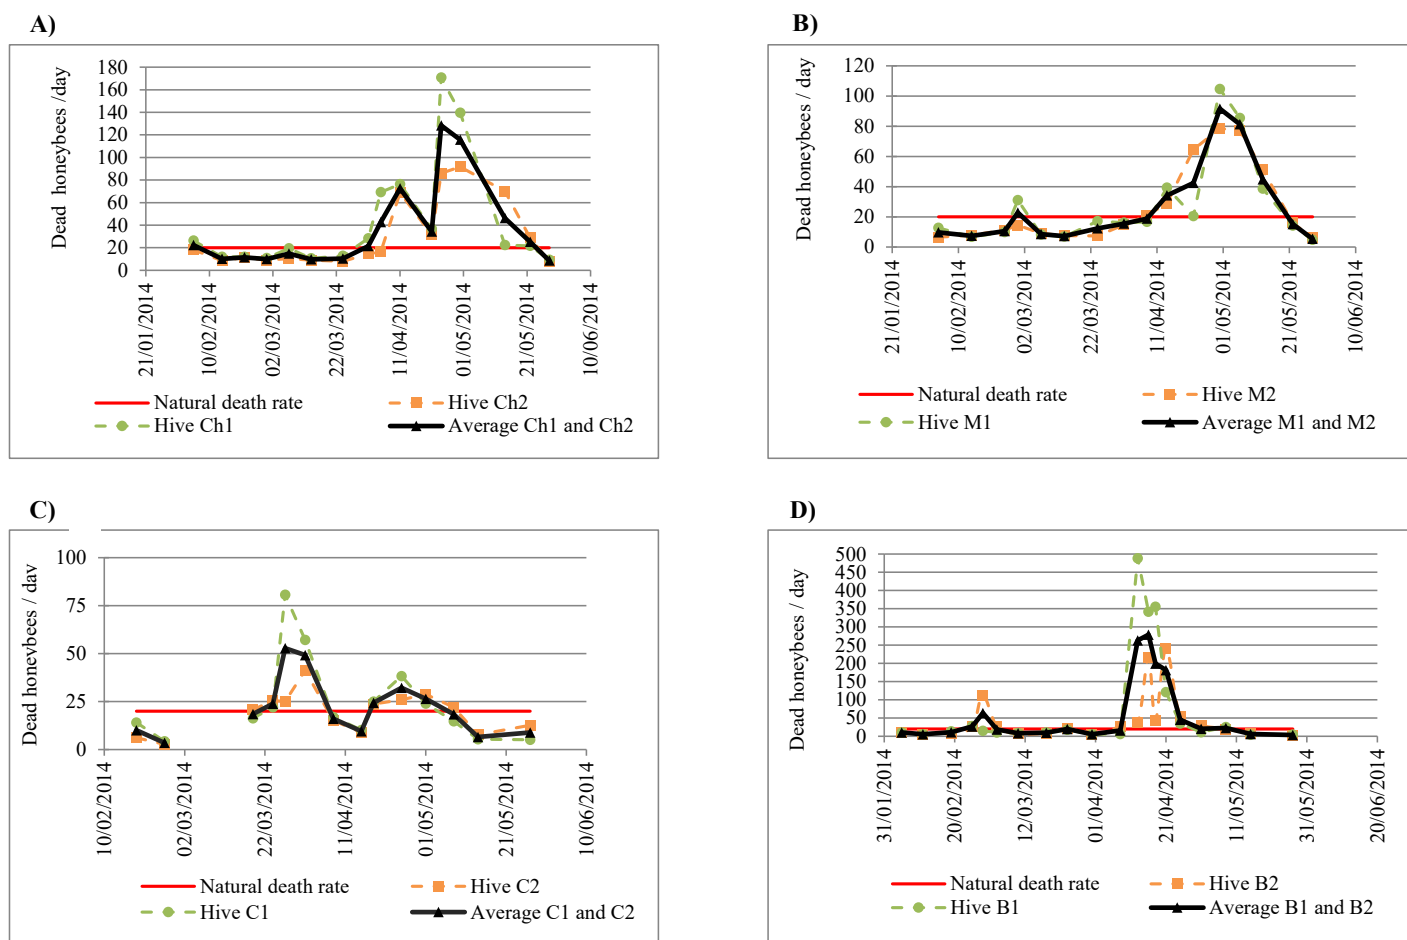 A)
Dead honeybees /day
180
160
140
120
100
80
60
40
20
0
21/01/2014
10/02/2014
02/03/2014
22/03/2014
11/04/2014
01/05/2014
21/05/2014
10/06/2014
Natural death rate
Hive Ch2
Hive Ch1
Average Ch1 and Ch2
B)
Dead honeybees / day
120
100
80
60
40
20
0
21/01/2014
10/02/2014
02/03/2014
22/03/2014
11/04/2014
01/05/2014
21/05/2014
10/06/2014
Natural death rate
Hive M2
Hive M1
Average M1 and M2
C)
Dead honeybees / day
100
75
50
25
0
10/02/2014
02/03/2014
22/03/2014
11/04/2014
01/05/2014
21/05/2014
10/06/2014
Natural death rate
Hive C2
Hive C1
Average C1 and C2
D)
Dead honeybees / day
500
450
400
350
300
250
200
150
100
50
0
31/01/2014
20/02/2014
12/03/2014
01/04/2014
21/04/2014
11/05/2014
31/05/2014
20/06/2014
Natural death rate
Hive B2
Hive B1
Average B1 and B2